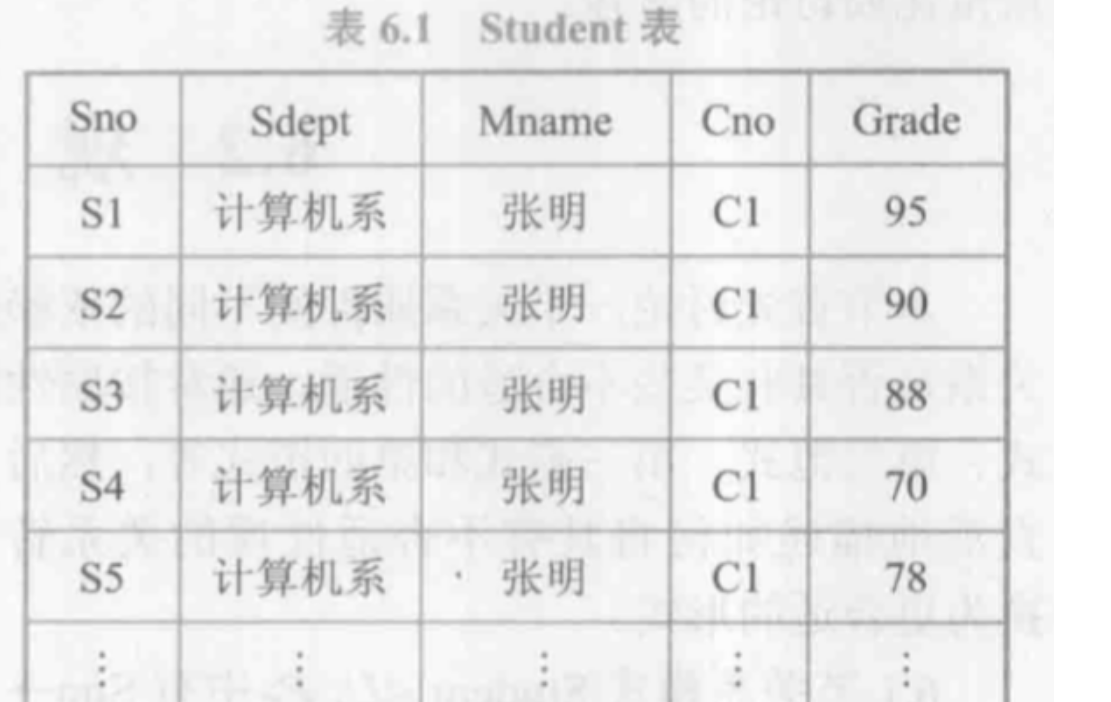 表 6.1 Student 表
Sno Sdept Mname Cno Grade
S1 计算机系 张明 C1 95
S2 计算机系 张明 C1 90
S3 计算机系 张明 C1 88
S4 计算机系 张明 C1 70
S5 计算机系 张明 C1 78
⋮ ⋮ ⋮ ⋮ ⋮